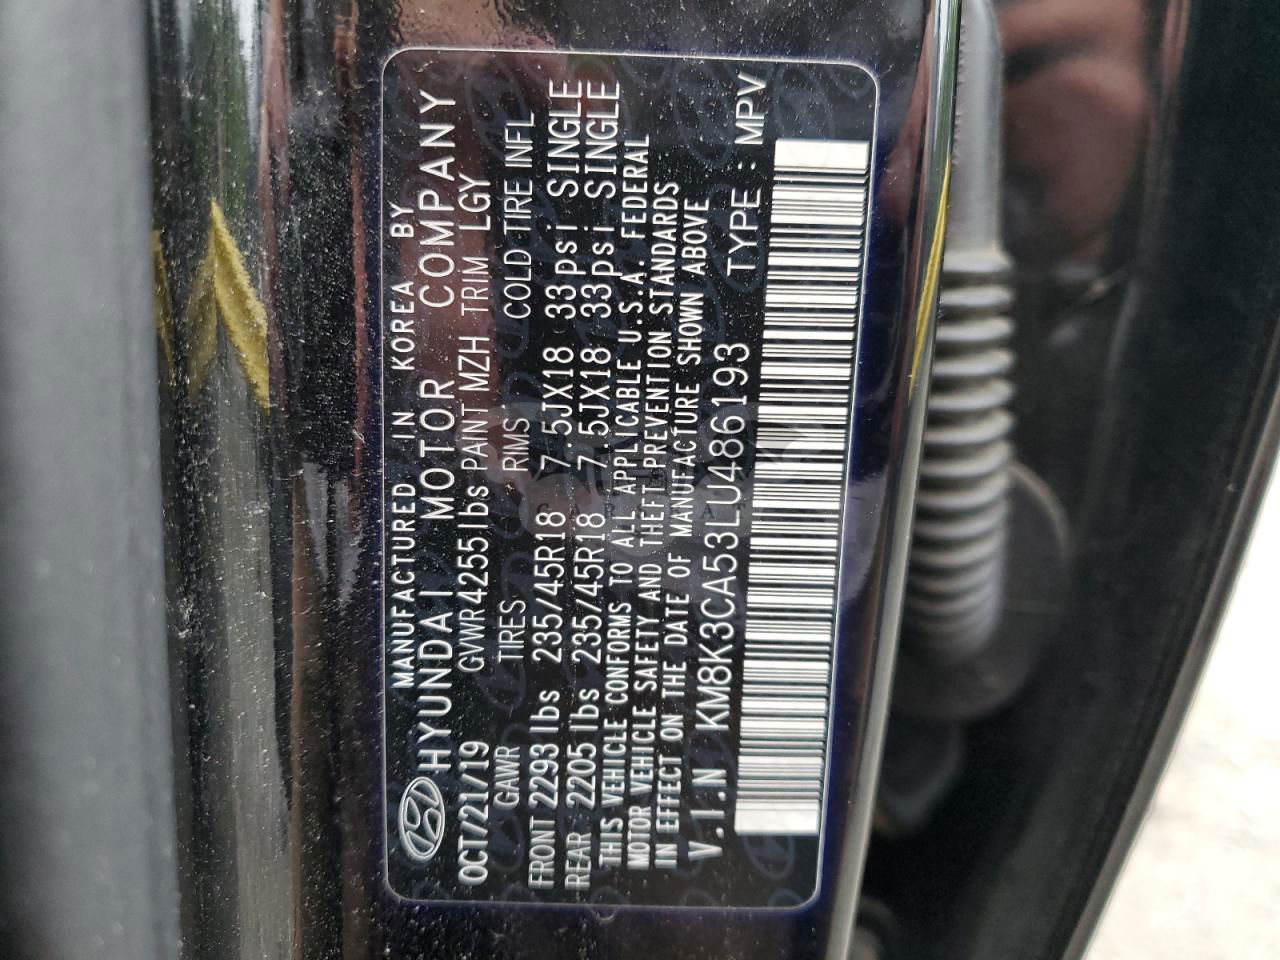 MANUFACTURED IN KOREA BY
HYUNDAI MOTOR COMPANY
OCT/21/19 GVWR 4255lbs PAINT MZH TRIM LGY
GAWR TIRES RIMS COLD TIRE INFL
FRONT 2293 lbs 235/45R18 7.5JX18 33psi SINGLE
REAR 2205 lbs 235/45R18 7.5JX18 33psi SINGLE
THIS VEHICLE CONFORMS TO ALL APPLICABLE U.S.A. FEDERAL
MOTOR VEHICLE SAFETY AND THEFT PREVENTION STANDARDS
IN EFFECT ON THE DATE OF MANUFACTURE SHOWN ABOVE
V.I.N KM8K3CA53LU486193 TYPE : MPV